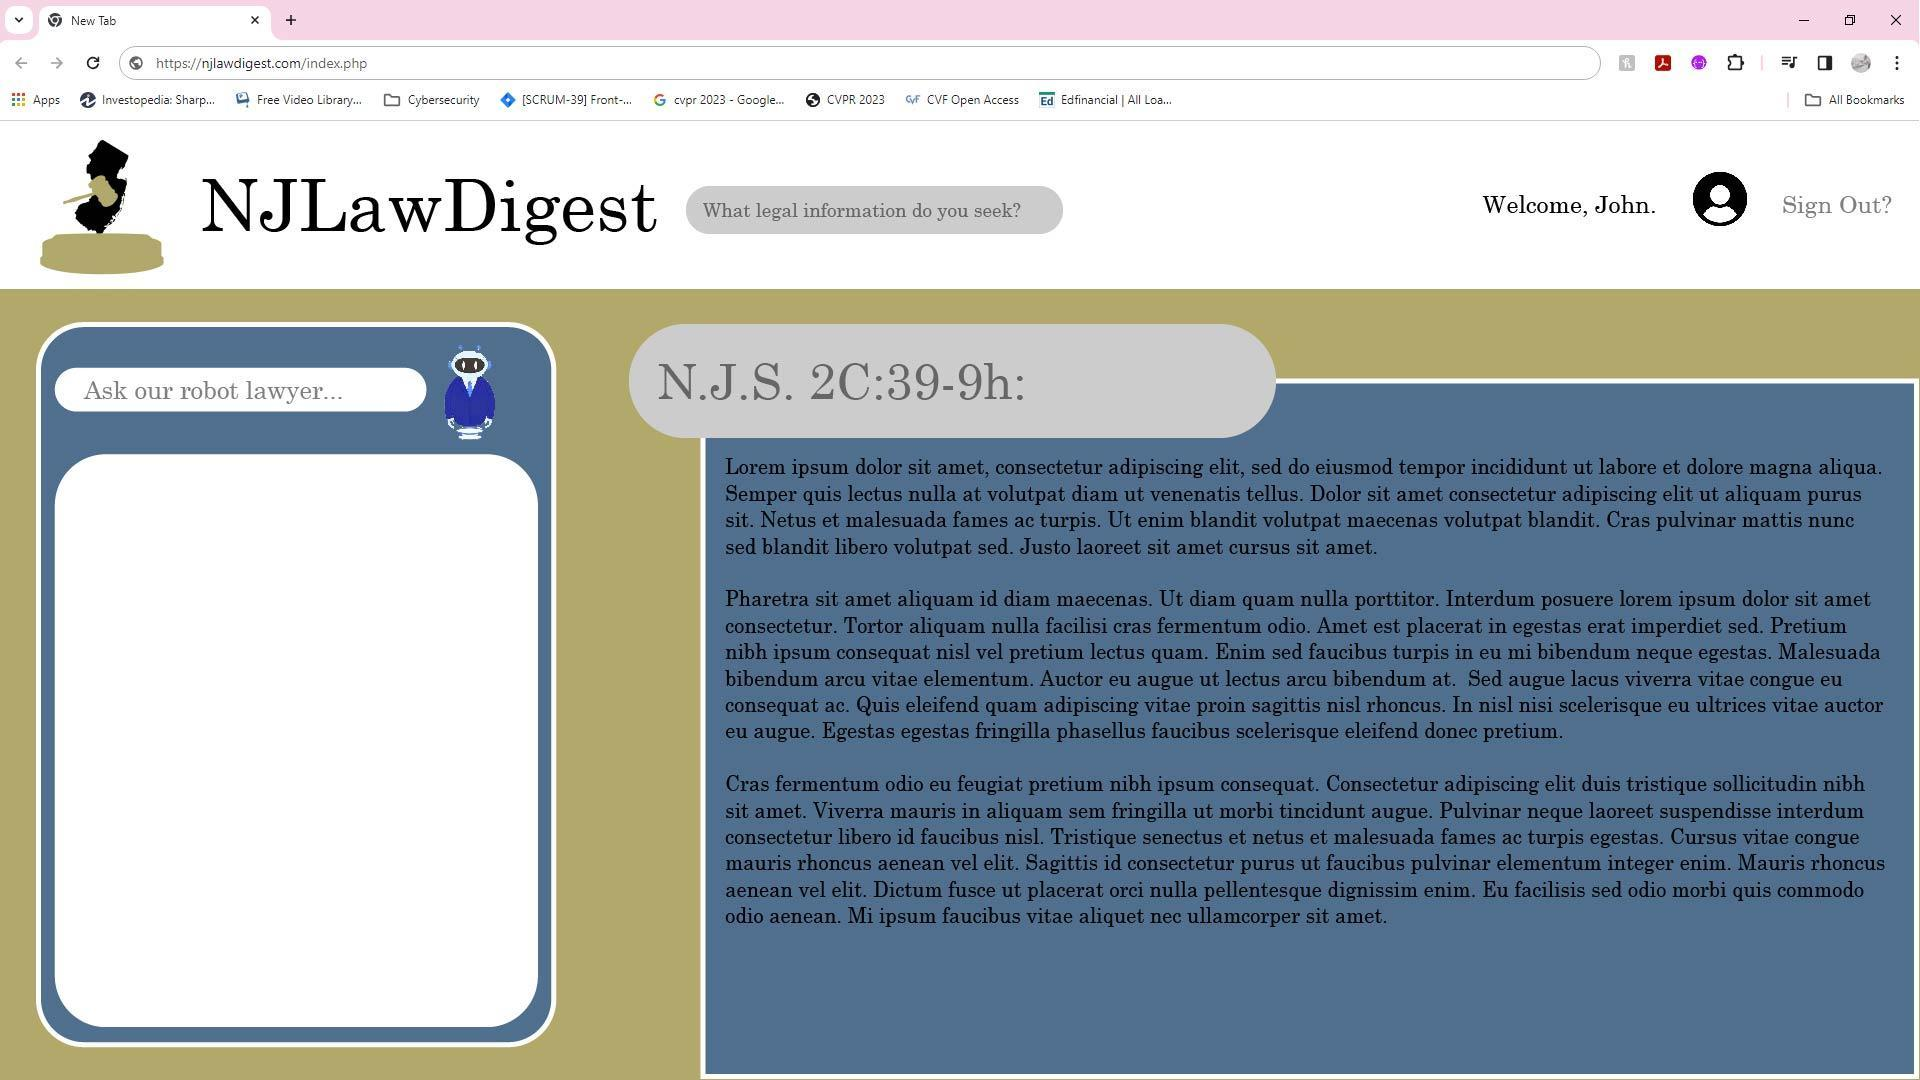 New Tab
https://njlawdigest.com/index.php
Apps
Investopedia: Sharp...
Free Video Library...
Cybersecurity
[SCRUM-39] Front-...
cvpr 2023 - Google...
CVPR 2023
CVF Open Access
Edfinancial | All Loa...
All Bookmarks
NJLawDigest
What legal information do you seek?
Welcome, John.
Sign Out?
Ask our robot lawyer...
N.J.S. 2C:39-9h:
Lorem ipsum dolor sit amet, consectetur adipiscing elit, sed do eiusmod tempor incididunt ut labore et dolore magna aliqua.
Semper quis lectus nulla at volutpat diam ut venenatis tellus. Dolor sit amet consectetur adipiscing elit ut aliquam purus
sit. Netus et malesuada fames ac turpis. Ut enim blandit volutpat maecenas volutpat blandit. Cras pulvinar mattis nunc
sed blandit libero volutpat sed. Justo laoreet sit amet cursus sit amet.
Pharetra sit amet aliquam id diam maecenas. Ut diam quam nulla porttitor. Interdum posuere lorem ipsum dolor sit amet
consectetur. Tortor aliquam nulla facilisi cras fermentum odio. Amet est placerat in egestas erat imperdiet sed. Pretium
nibh ipsum consequat nisl vel pretium lectus quam. Enim sed faucibus turpis in eu mi bibendum neque egestas. Malesuada
bibendum arcu vitae elementum. Auctor eu augue ut lectus arcu bibendum at.  Sed augue lacus viverra vitae congue eu
consequat ac. Quis eleifend quam adipiscing vitae proin sagittis nisl rhoncus. In nisl nisi scelerisque eu ultrices vitae auctor
eu augue. Egestas egestas fringilla phasellus faucibus scelerisque eleifend donec pretium.
Cras fermentum odio eu feugiat pretium nibh ipsum consequat. Consectetur adipiscing elit duis tristique sollicitudin nibh
sit amet. Viverra mauris in aliquam sem fringilla ut morbi tincidunt augue. Pulvinar neque laoreet suspendisse interdum
consectetur libero id faucibus nisl. Tristique senectus et netus et malesuada fames ac turpis egestas. Cursus vitae congue
mauris rhoncus aenean vel elit. Sagittis id consectetur purus ut faucibus pulvinar elementum integer enim. Mauris rhoncus
aenean vel elit. Dictum fusce ut placerat orci nulla pellentesque dignissim enim. Eu facilisis sed odio morbi quis commodo
odio aenean. Mi ipsum faucibus vitae aliquet nec ullamcorper sit amet.